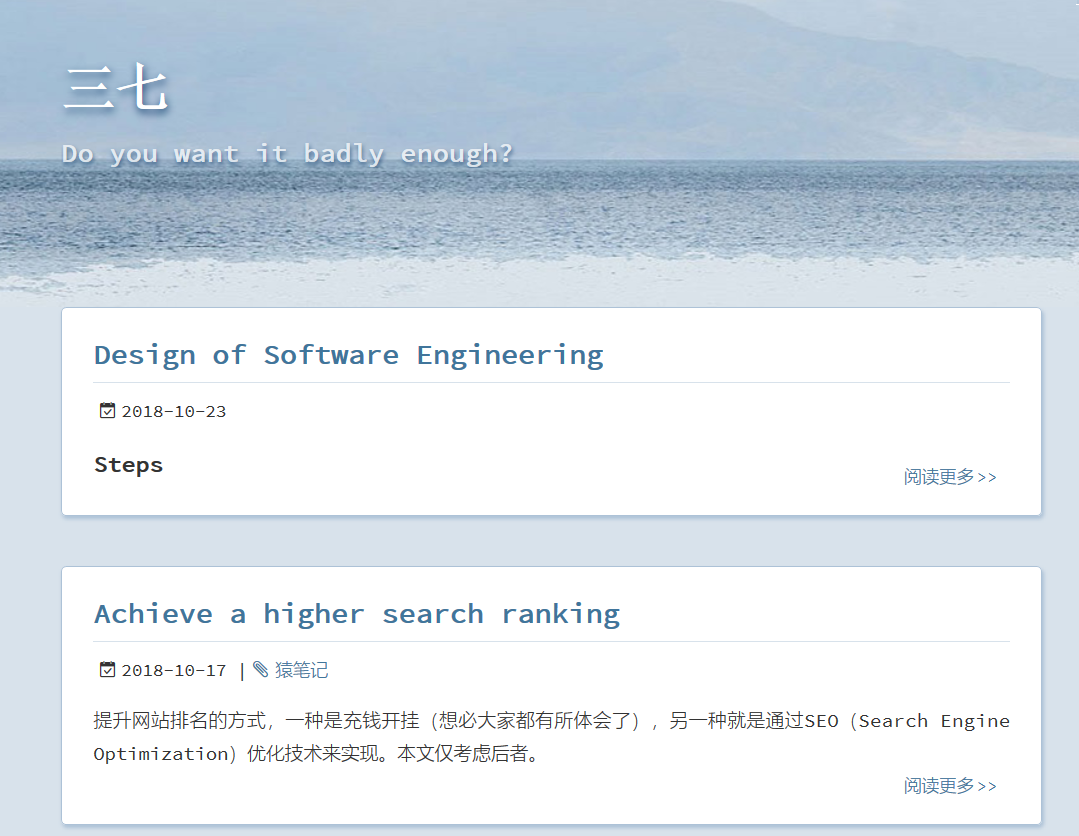 三七
Do you want it badly enough?
Design of Software Engineering
2018-10-23
Steps
阅读更多 >>
Achieve a higher search ranking
2018-10-17 | 猿笔记
提升网站排名的方式，一种是充钱开挂（想必大家都有所体会了），另一种就是通过SEO（Search Engine
Optimization）优化技术来实现。本文仅考虑后者。
阅读更多 >>